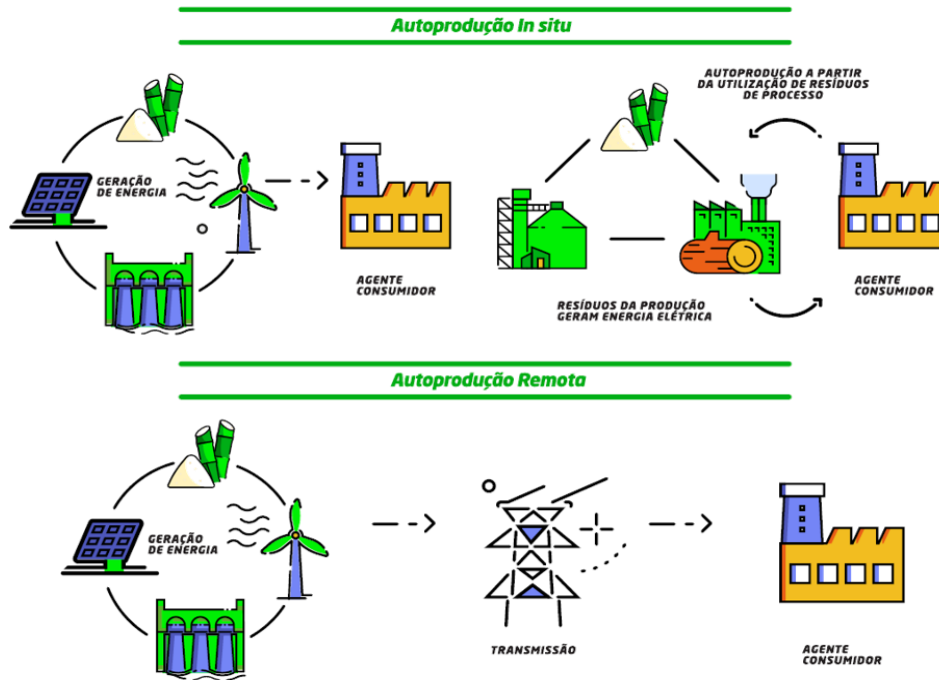 Autoprodução In situ
AUTOPRODUÇÃO A PARTIR
DA UTILIZAÇÃO DE RESÍDUOS
DE PROCESSO
GERAÇÃO
DE ENERGIA
AGENTE
CONSUMIDOR
RESÍDUOS DA PRODUÇÃO
GERAM ENERGIA ELÉTRICA
AGENTE
CONSUMIDOR
Autoprodução Remota
GERAÇÃO
DE ENERGIA
TRANSMISSÃO
AGENTE
CONSUMIDOR